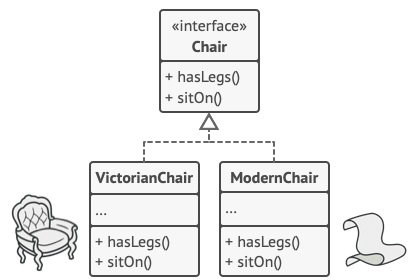 «interface»
Chair
+ hasLegs()
+ sitOn()
VictorianChair
...
+ hasLegs()
+ sitOn()
ModernChair
...
+ hasLegs()
+ sitOn()